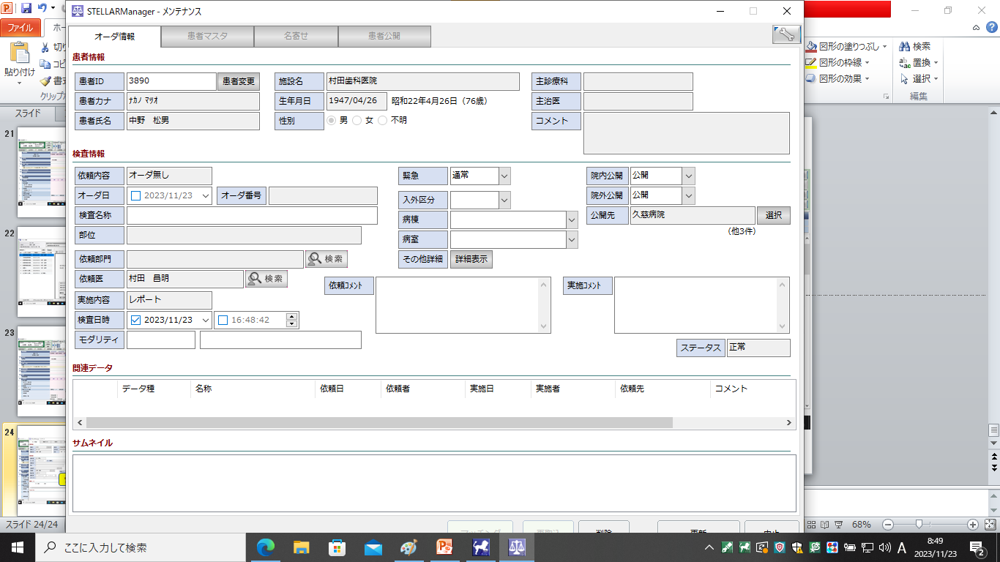 STELLARManager - メンテナンス
ファイル
ホー
オーダ情報 患者マスタ 名寄せ 患者公開
切り
コピ
書式
貼り付け
クリップ
図形の塗りつぶし
図形の枠線
図形の効果
検索
置換
選択
編集
スライド
21
22
23
24
患者情報
患者ID 3890 患者変更 施設名 村田歯科医院 主診療科
患者カナ ﾅｶﾉ ﾏﾂｵ 生年月日 1947/04/26 昭和22年4月26日（76歳） 主治医
患者氏名 中野 松男 性別 男 女 不明 コメント
検査情報
依頼内容 オーダ無し 緊急 通常 院内公開 公開
オーダ日 2023/11/23 オーダ番号 入外区分 院外公開 公開
検査名称 病棟 公開先 久慈病院 選択
（他3件）
部位 病室
依頼部門 検索 その他詳細 詳細表示
依頼医 村田 昌明 検索 依頼ｺﾒﾝﾄ 実施ｺﾒﾝﾄ
実施内容 レポート
検査日時 2023/11/23 16:48:42
モダリティ
ステータス 正常
関連データ
データ種 名称 依頼日 依頼者 実施日 実施者 依頼先 コメント
サムネイル
マッチング 再取込 削除 更新 中止
スライド 24/24
68%
ここに入力して検索
A
8:49
2023/11/23
2